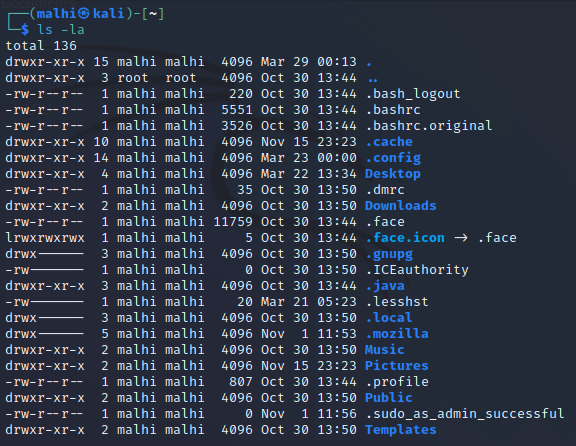 ┌──(malhi㉿kali)-[~]
└─$ ls -la
total 136
drwxr-xr-x 15 malhi malhi  4096 Mar 29 00:13 .
drwxr-xr-x  3 root  root   4096 Oct 30 13:44 ..
-rw-r--r--  1 malhi malhi   220 Oct 30 13:44 .bash_logout
-rw-r--r--  1 malhi malhi  5551 Oct 30 13:44 .bashrc
-rw-r--r--  1 malhi malhi  3526 Oct 30 13:44 .bashrc.original
drwxr-xr-x 10 malhi malhi  4096 Nov 15 23:23 .cache
drwxr-xr-x 14 malhi malhi  4096 Mar 23 00:00 .config
drwxr-xr-x  4 malhi malhi  4096 Mar 22 13:34 Desktop
-rw-r--r--  1 malhi malhi    35 Oct 30 13:50 .dmrc
drwxr-xr-x  2 malhi malhi  4096 Oct 30 13:50 Downloads
-rw-r--r--  1 malhi malhi 11759 Oct 30 13:44 .face
lrwxrwxrwx  1 malhi malhi     5 Oct 30 13:44 .face.icon -> .face
drwx------  3 malhi malhi  4096 Oct 30 13:50 .gnupg
-rw-------  1 malhi malhi     0 Oct 30 13:50 .ICEauthority
drwxr-xr-x  3 malhi malhi  4096 Oct 30 13:44 .java
-rw-------  1 malhi malhi    20 Mar 21 05:23 .lesshst
drwx------  3 malhi malhi  4096 Oct 30 13:50 .local
drwx------  5 malhi malhi  4096 Nov  1 11:53 .mozilla
drwxr-xr-x  2 malhi malhi  4096 Oct 30 13:50 Music
drwxr-xr-x  2 malhi malhi  4096 Nov 15 23:23 Pictures
-rw-r--r--  1 malhi malhi   807 Oct 30 13:44 .profile
drwxr-xr-x  2 malhi malhi  4096 Oct 30 13:50 Public
-rw-r--r--  1 malhi malhi     0 Nov  1 11:56 .sudo_as_admin_successful
drwxr-xr-x  2 malhi malhi  4096 Oct 30 13:50 Templates